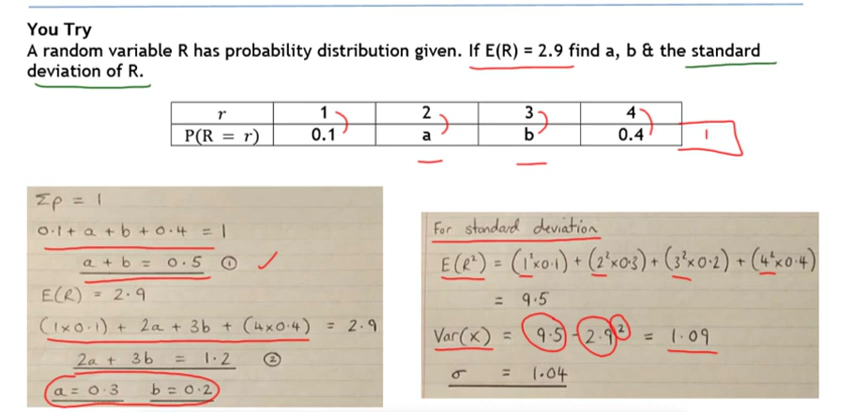 You Try
A random variable R has probability distribution given. If E(R) = 2.9 find a, b & the standard
deviation of R.
r 1 2 3 4
P(R = r) 0.1 a b 0.4 1
Σp = 1
0.1 + a + b + 0.4 = 1
a + b = 0.5 ① ✓
E(R) = 2.9
(1×0.1) + 2a + 3b + (4×0.4) = 2.9
2a + 3b = 1.2 ②
a = 0.3 b = 0.2
For standard deviation
E(R²) = (1²×0.1) + (2²×0.3) + (3²×0.2) + (4²×0.4)
= 9.5
Var(x) = 9.5 - 2.9² = 1.09
σ = 1.04